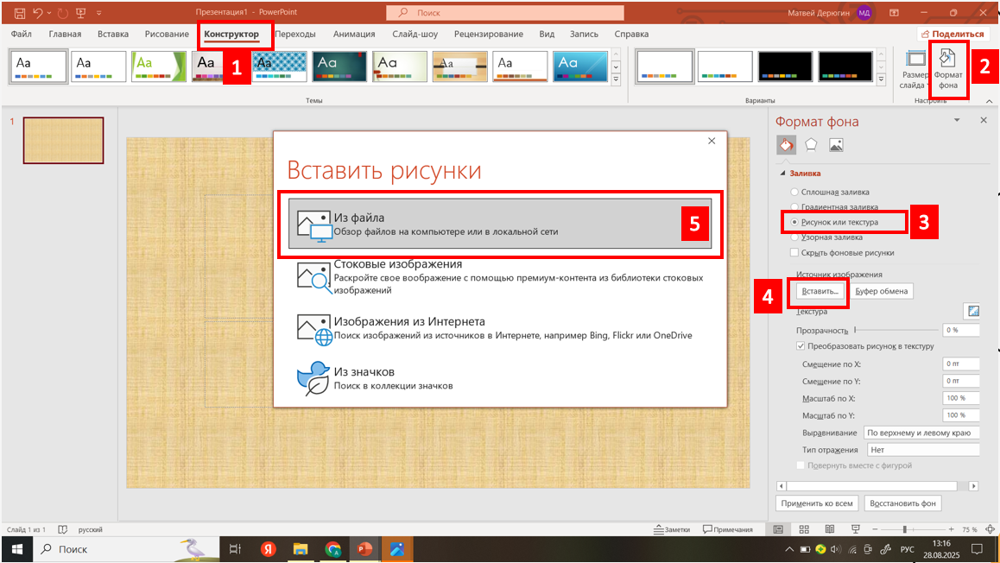 Презентация1 - PowerPoint
Поиск
Матвей Дерюгин
МД
Файл
Главная
Вставка
Рисование
Конструктор
Переходы
Анимация
Слайд-шоу
Рецензирование
Вид
Запись
Справка
Поделиться
1
2
Aa
Aa
Aa
Aa
Aa
Aa
Aa
Aa
Aa
Aa
Размер
слайда
Формат
фона
Темы
Варианты
Настроить
1
Формат фона
Заливка
Сплошная заливка
Градиентная заливка
Рисунок или текстура
3
Узорная заливка
Скрыть фоновые рисунки
Источник изображения
4
Вставить...
Буфер обмена
Текстура
Прозрачность
0 %
Преобразовать рисунок в текстуру
Смещение по X:
0 пт
Смещение по Y:
0 пт
Масштаб по X:
100 %
Масштаб по Y:
100 %
Выравнивание
По верхнему и левому краю
Тип отражения
Нет
Повернуть вместе с фигурой
Применить ко всем
Восстановить фон
Вставить рисунки
Из файла
Обзор файлов на компьютере или в локальной сети
5
Стоковые изображения
Раскройте свое воображение с помощью премиум-контента из библиотеки стоковых
изображений
Изображения из Интернета
Поиск изображений из источников в Интернете, например Bing, Flickr или OneDrive
Из значков
Поиск в коллекции значков
Слайд 1 из 1
русский
Заметки
Примечания
75 %
Поиск
Я
РУС
13:16
28.08.2025